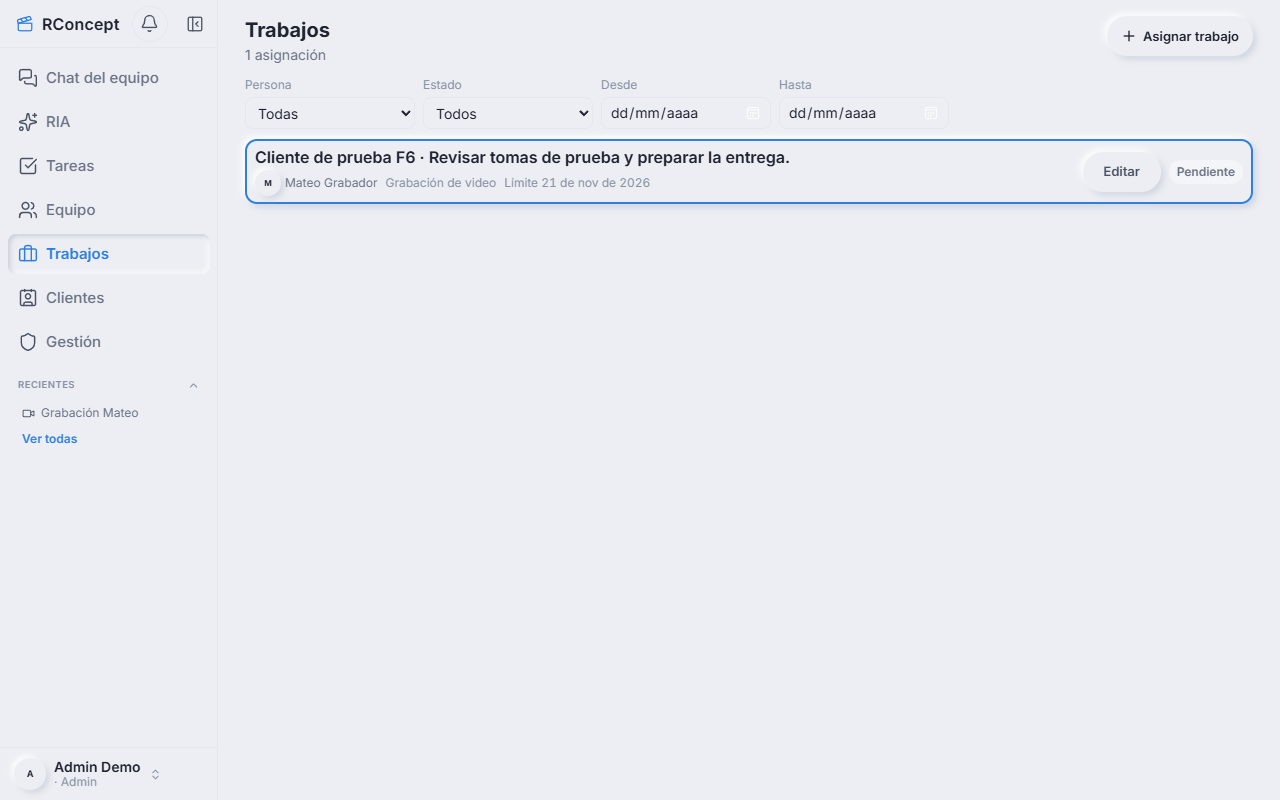 RConcept
Chat del equipo
RIA
Tareas
Equipo
Trabajos
Clientes
Gestión
RECIENTES
Grabación Mateo
Ver todas
A
Admin Demo
· Admin
Trabajos
1 asignación
Asignar trabajo
Persona
Estado
Desde
Hasta
Todas
Todos
dd/mm/aaaa
dd/mm/aaaa
Cliente de prueba F6 · Revisar tomas de prueba y preparar la entrega.
M Mateo Grabador Grabación de video Límite 21 de nov de 2026
Editar
Pendiente